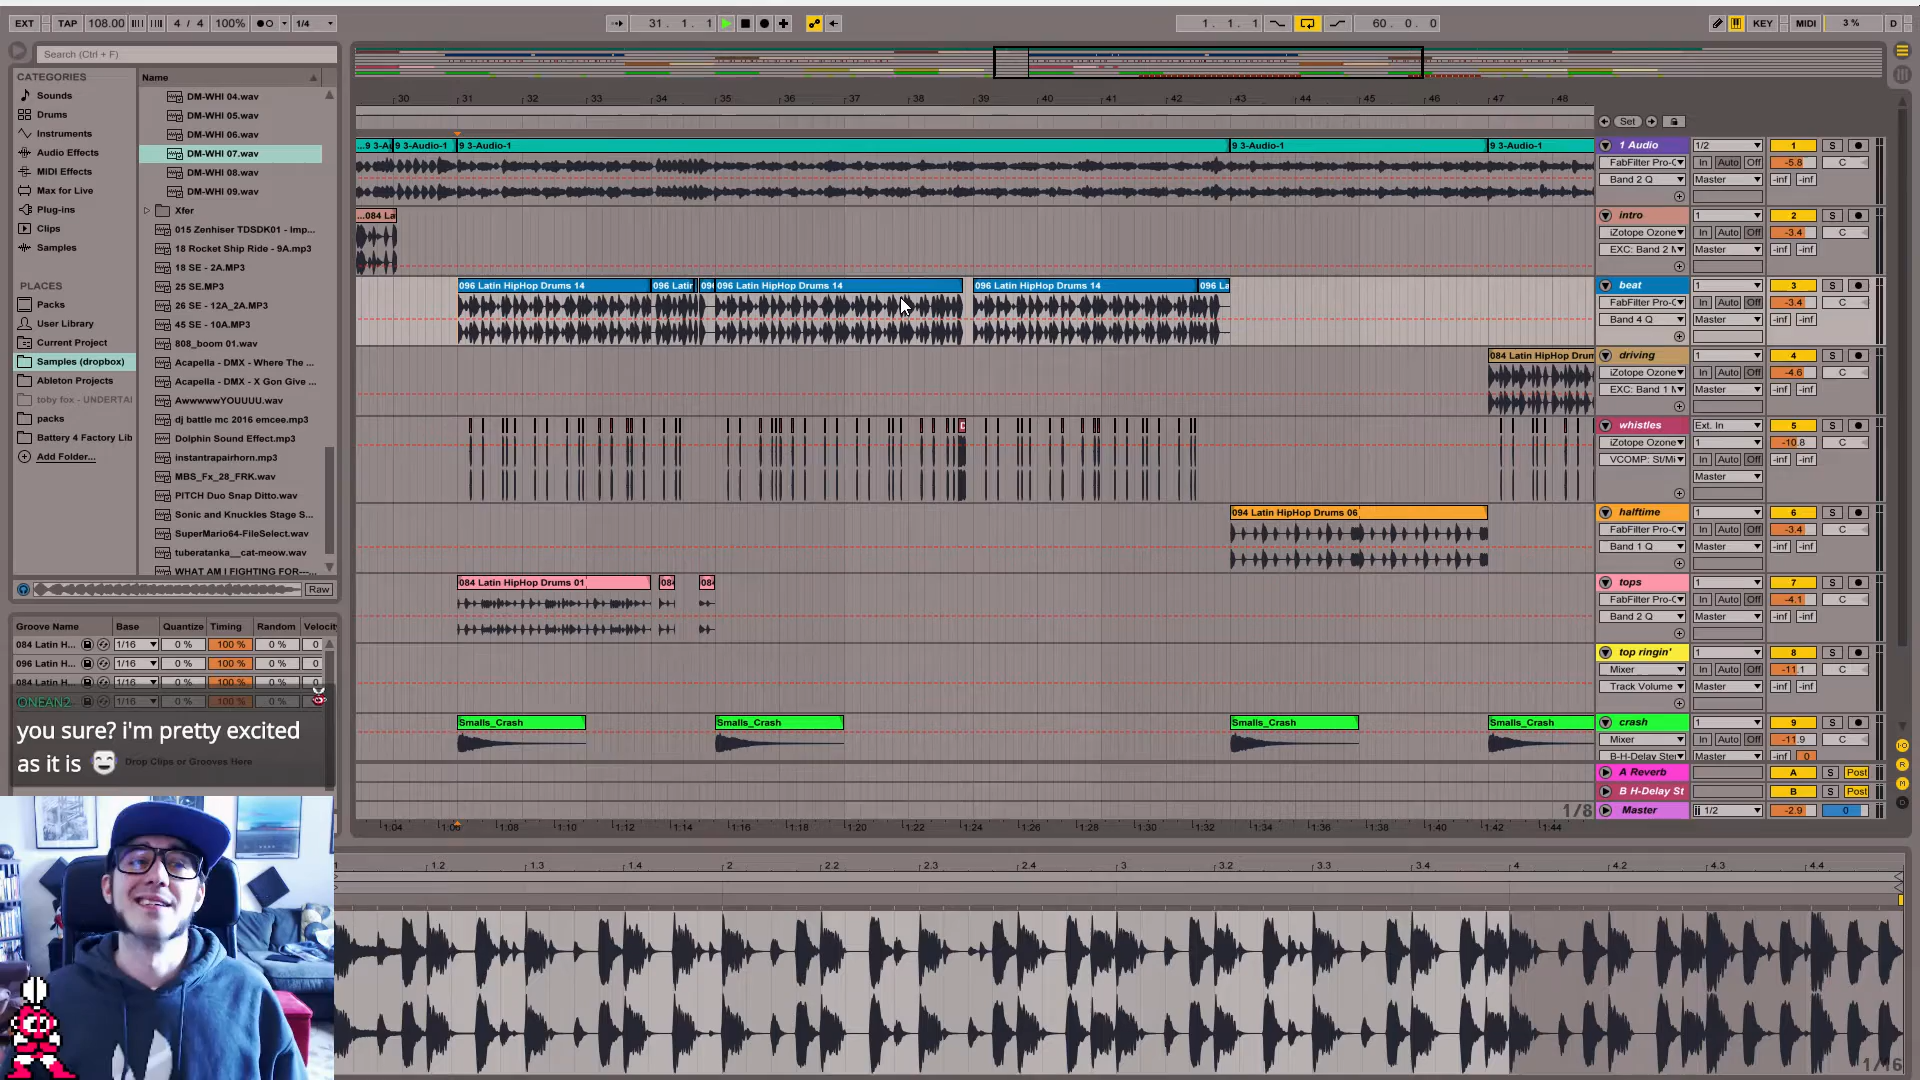 EXT TAP 108.00 4 / 4 100% 1/4 31. 1. 1 1. 1. 1 60. 0. 0 KEY MIDI 3 % D
Search (Ctrl + F)
CATEGORIES
Sounds
Drums
Instruments
Audio Effects
MIDI Effects
Max for Live
Plug-ins
Clips
Samples
PLACES
Packs
User Library
Current Project
Samples (dropbox)
Ableton Projects
toby fox - UNDERTA
packs
Battery 4 Factory Lib
Add Folder...
Name
DM-WHI 04.wav
DM-WHI 05.wav
DM-WHI 06.wav
DM-WHI 07.wav
DM-WHI 08.wav
DM-WHI 09.wav
Xfer
015 Zenhiser TDSDK01 - Imp...
18 Rocket Ship Ride - 9A.mp3
18 SE - 2A.MP3
25 SE.MP3
26 SE - 12A_2A.MP3
45 SE - 10A.MP3
808_boom 01.wav
Acapella - DMX - Where The ...
Acapella - DMX - X Gon Give ...
AwwwwwYOUUUU.wav
dj battle mc 2016 emcee.mp3
Dolphin Sound Effect.mp3
instantrapairhorn.mp3
MBS_Fx_28_FRK.wav
PITCH Duo Snap Ditto.wav
Sonic and Knuckles Stage S...
SuperMario64-FileSelect.wav
tuberatanka__cat-meow.wav
WHAT AM I FIGHTING FOR---...
Raw
Groove Name Base Quantize Timing Random Velocity
084 Latin H... 1/16 0 % 100 % 0 % 0
096 Latin H... 1/16 0 % 100 % 0 % 0
084 Latin H... 1/16 0 % 100 % 0 % 0
1/16 0 % 100 % 0 % 0
you sure? i'm pretty excited
as it is
Drop Clips or Grooves Here
30 31 32 33 34 35 36 37 38 39 40 41 42 43 44 45 46 47 48
Set
...9 3-Au 9 3-Audio-1 9 3-Audio-1 9 3-Audio-1 9 3-Audio-1
...084 La
096 Latin HipHop Drums 14 096 Latin 096 096 Latin HipHop Drums 14 096 Latin HipHop Drums 14 096 La
084 Latin HipHop Drum
094 Latin HipHop Drums 06
084 Latin HipHop Drums 01 084 084
Smalls_Crash Smalls_Crash Smalls_Crash Smalls_Crash
1/8
1:04 1:06 1:08 1:10 1:12 1:14 1:16 1:18 1:20 1:22 1:24 1:26 1:28 1:30 1:32 1:34 1:36 1:38 1:40 1:42 1:44
1 Audio 1/2 1 S
FabFilter Pro-C In Auto Off -5.8 C
Band 2 Q Master -inf -inf
intro 1 2 S
iZotope Ozone In Auto Off -3.4 C
EXC: Band 2 M Master -inf -inf
beat 1 3 S
FabFilter Pro-C In Auto Off -3.4 C
Band 4 Q Master -inf -inf
driving 1 4 S
iZotope Ozone In Auto Off -4.6 C
EXC: Band 1 M Master -inf -inf
whistles Ext. In 5 S
iZotope Ozone 1 -10.8 C
VCOMP: St/Mi In Auto Off -inf -inf
Master
halftime 1 6 S
FabFilter Pro-C In Auto Off -3.4 C
Band 1 Q Master -inf -inf
tops 1 7 S
FabFilter Pro-C In Auto Off -4.1 C
Band 2 Q Master -inf -inf
top ringin' 1 8 S
Mixer In Auto Off -11.1 C
Track Volume Master -inf -inf
crash 1 9 S
Mixer In Auto Off -11.9 C
B-H-Delay Ster Master -inf 0
A Reverb A S Post
B H-Delay St B S Post
Master 1/2 -2.9 0
1.2 1.3 1.4 2 2.2 2.3 2.4 3 3.2 3.3 3.4 4 4.2 4.3 4.4
1/16